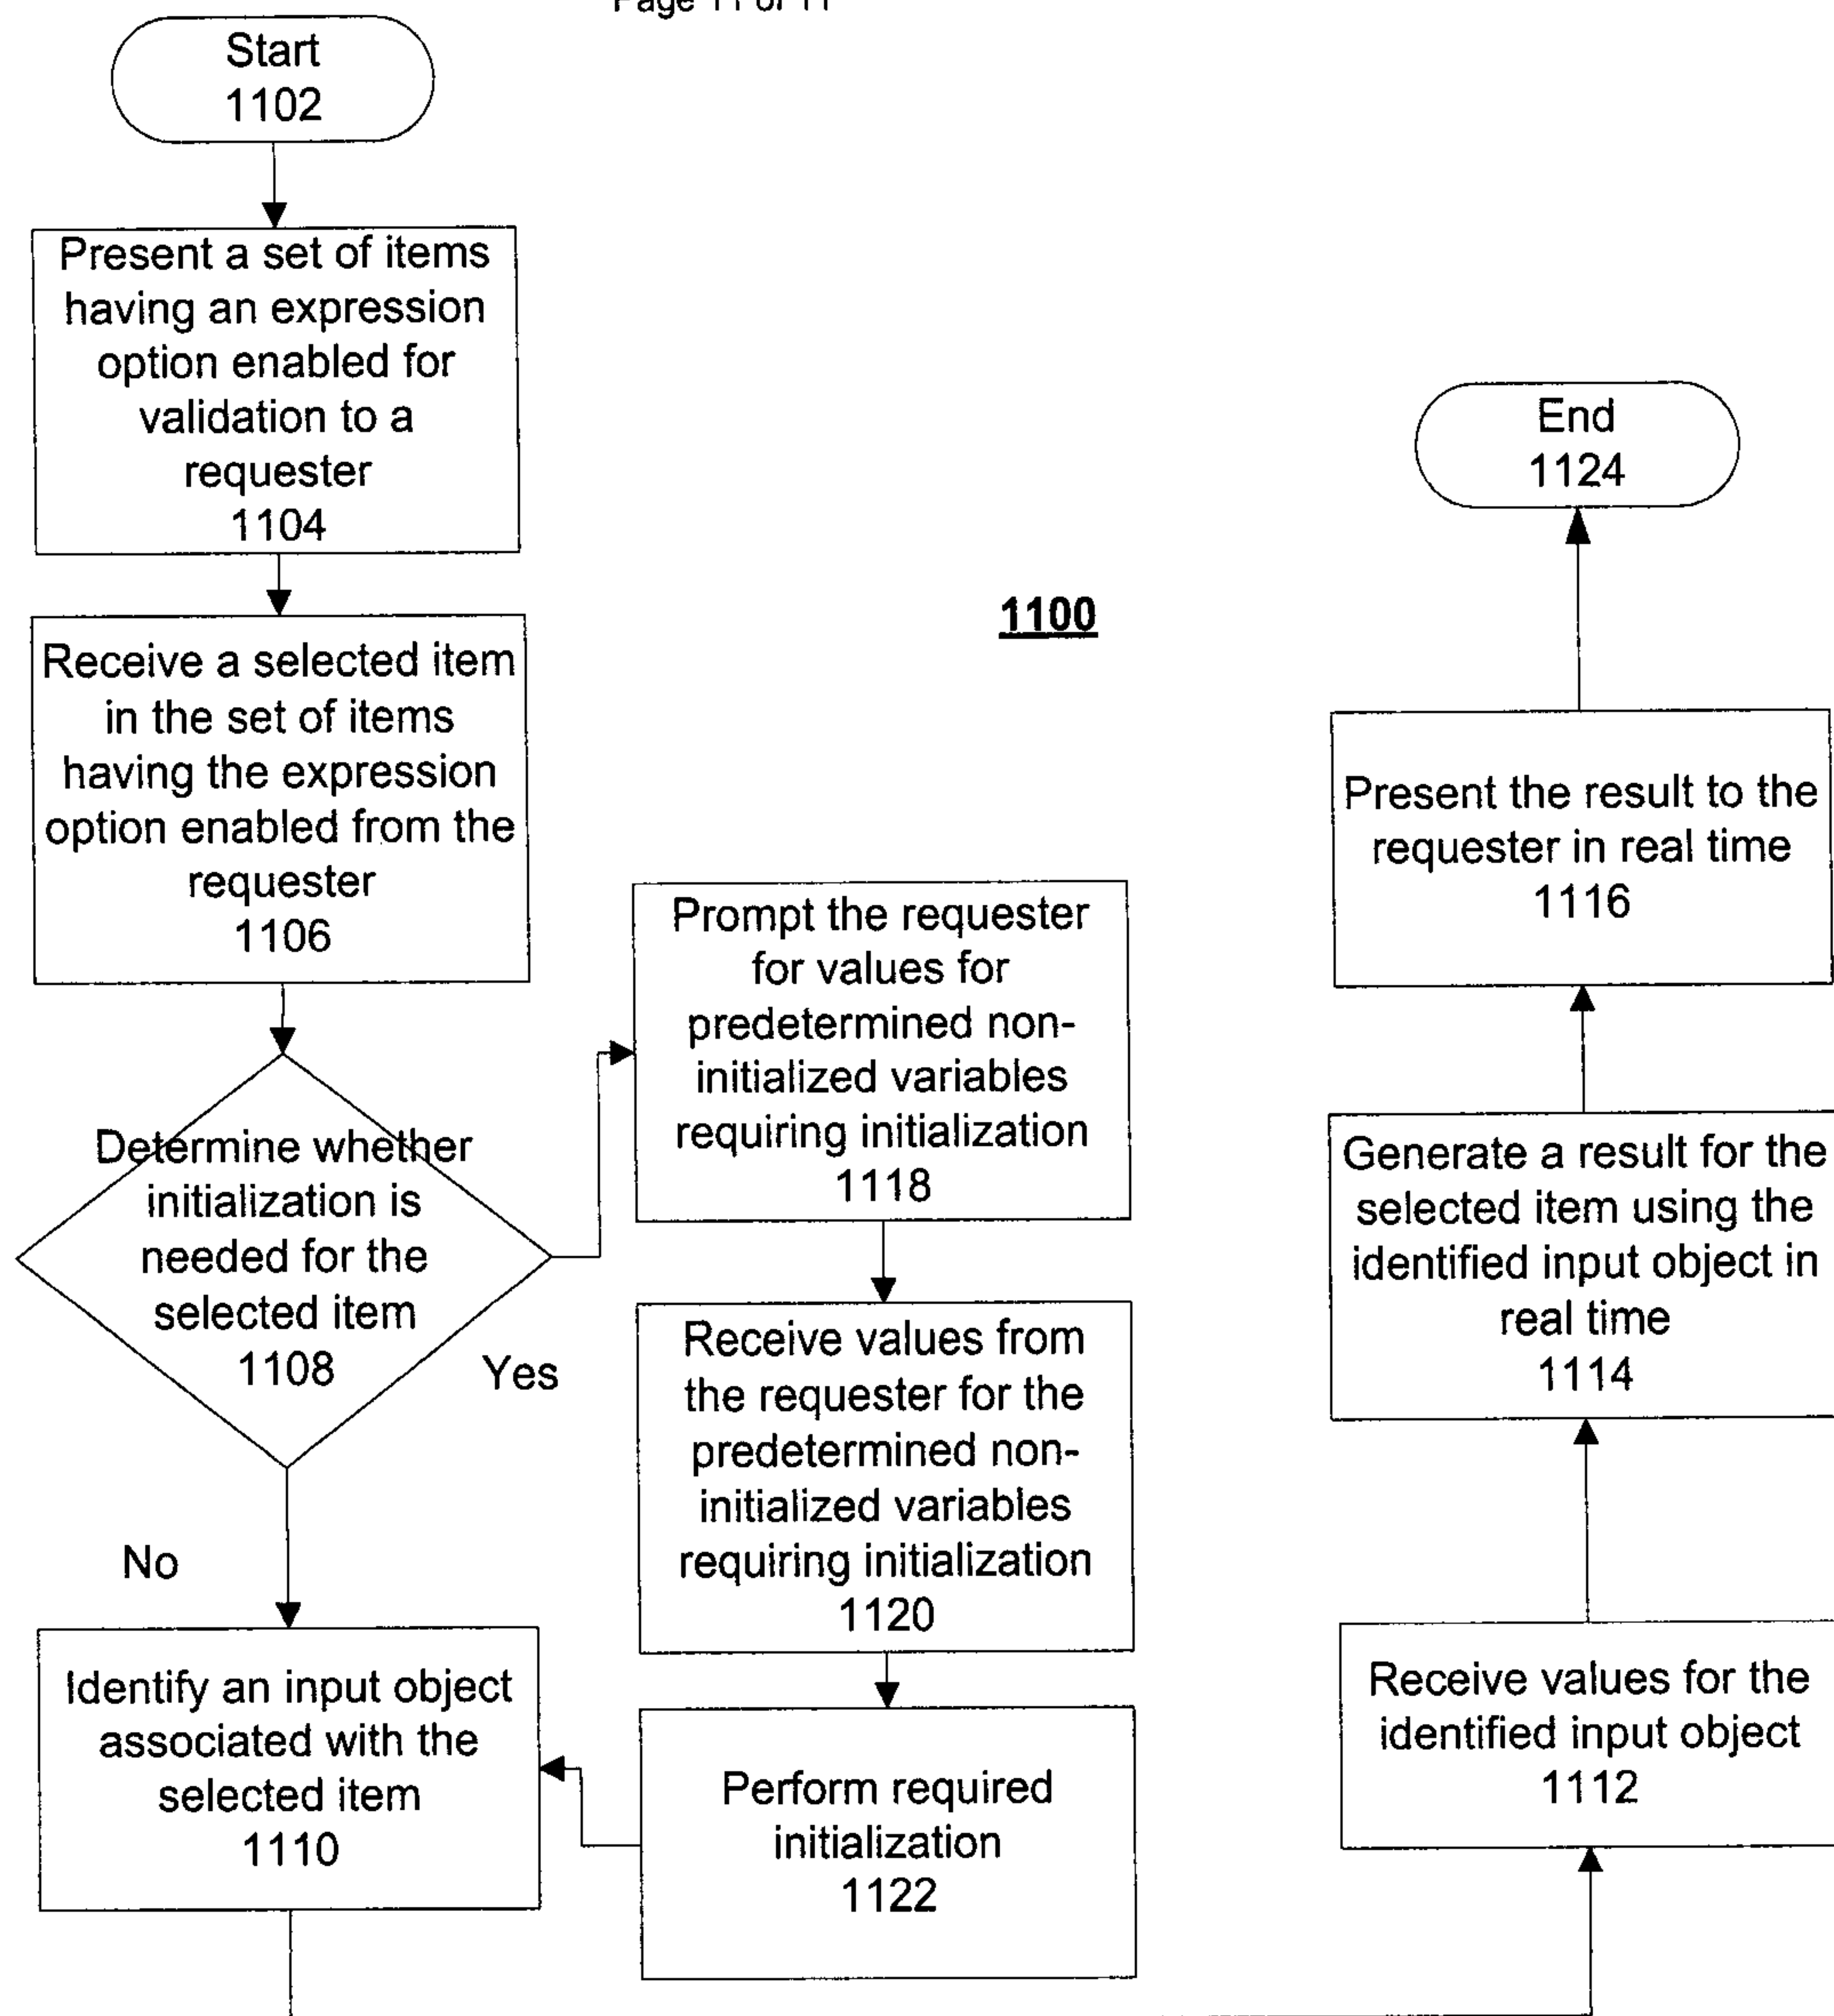 Page 11 of 11
Start
1102
Present a set of items
having an expression
option enabled for
validation to a
requester
1104
Receive a selected item
in the set of items
having the expression
option enabled from the
requester
1106
Determine whether
initialization is
needed for the
selected item
1108
Yes
No
Identify an input object
associated with the
selected item
1110
Prompt the requester
for values for
predetermined non-
initialized variables
requiring initialization
1118
Receive values from
the requester for the
predetermined non-
initialized variables
requiring initialization
1120
Perform required
initialization
1122
1100
End
1124
Present the result to the
requester in real time
1116
Generate a result for the
selected item using the
identified input object in
real time
1114
Receive values for the
identified input object
1112